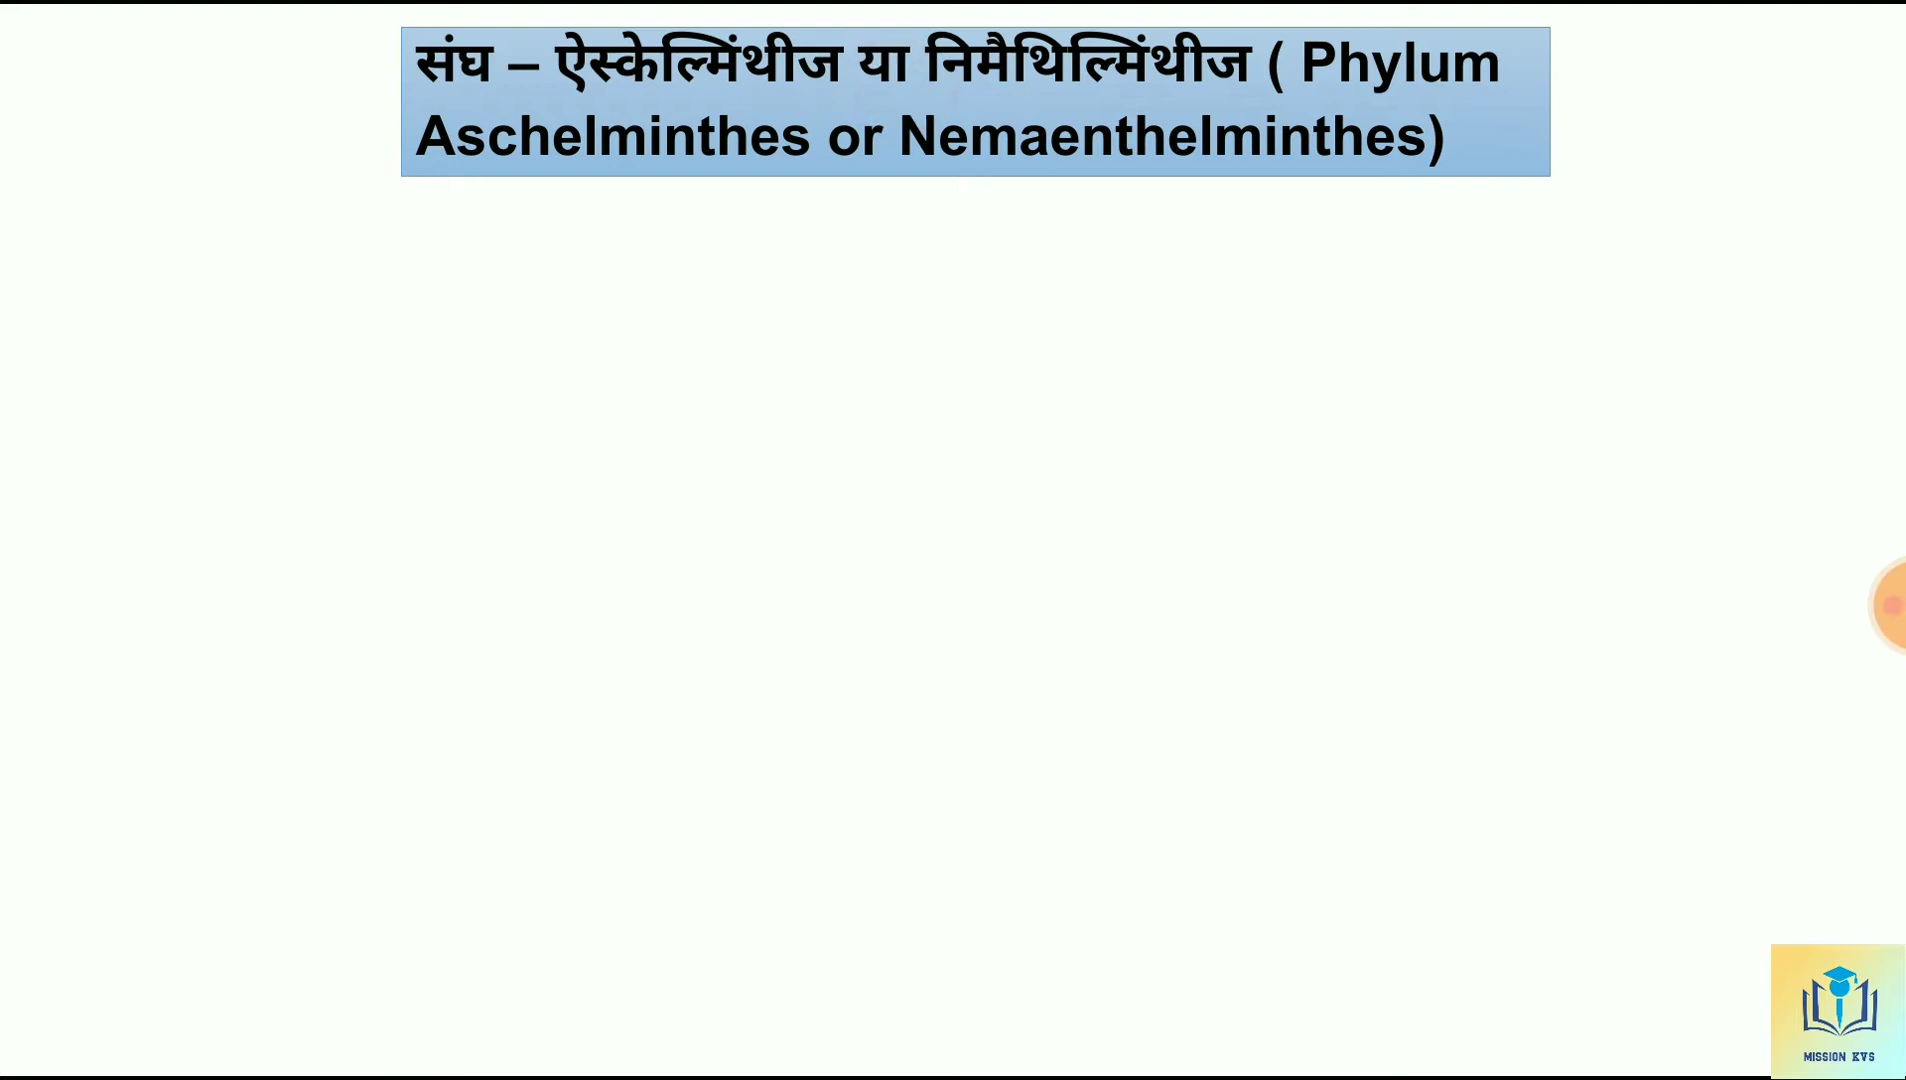 संघ – ऐस्केल्मिंथीज या निमैथिल्मिंथीज ( Phylum
Aschelminthes or Nemaenthelminthes)
MISSION KVS